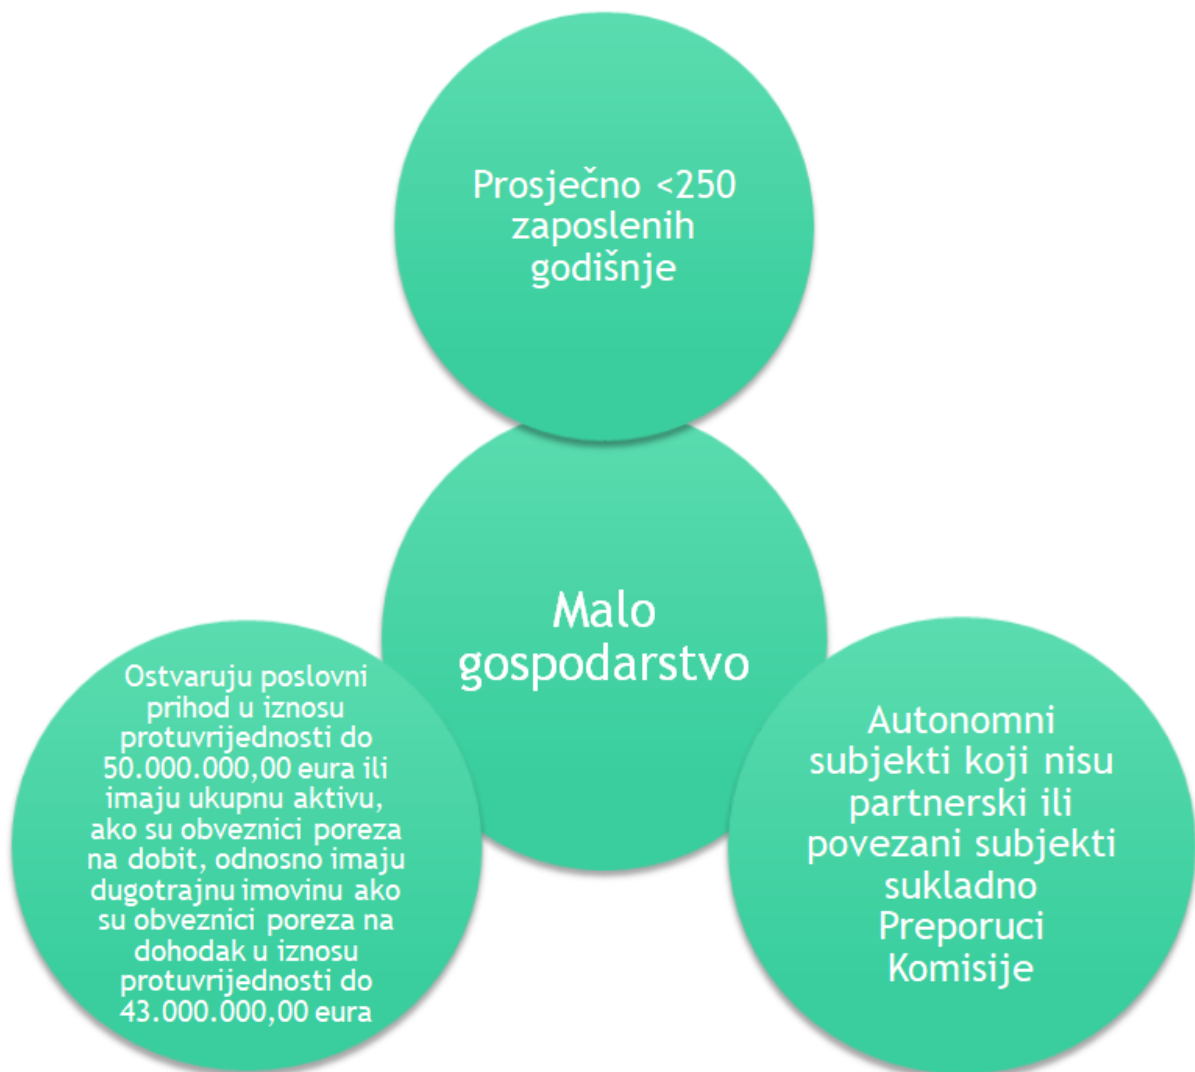 Prosječno <250
zaposlenih
godišnje
Malo
gospodarstvo
Ostvaruju poslovni
prihod u iznosu
protuvrijednosti do
50.000.000,00 eura ili
imaju ukupnu aktivu,
ako su obveznici poreza
na dobit, odnosno imaju
dugotrajnu imovinu ako
su obveznici poreza na
dohodak u iznosu
protuvrijednosti do
43.000.000,00 eura
Autonomni
subjekti koji nisu
partnerski ili
povezani subjekti
sukladno
Preporuci
Komisije